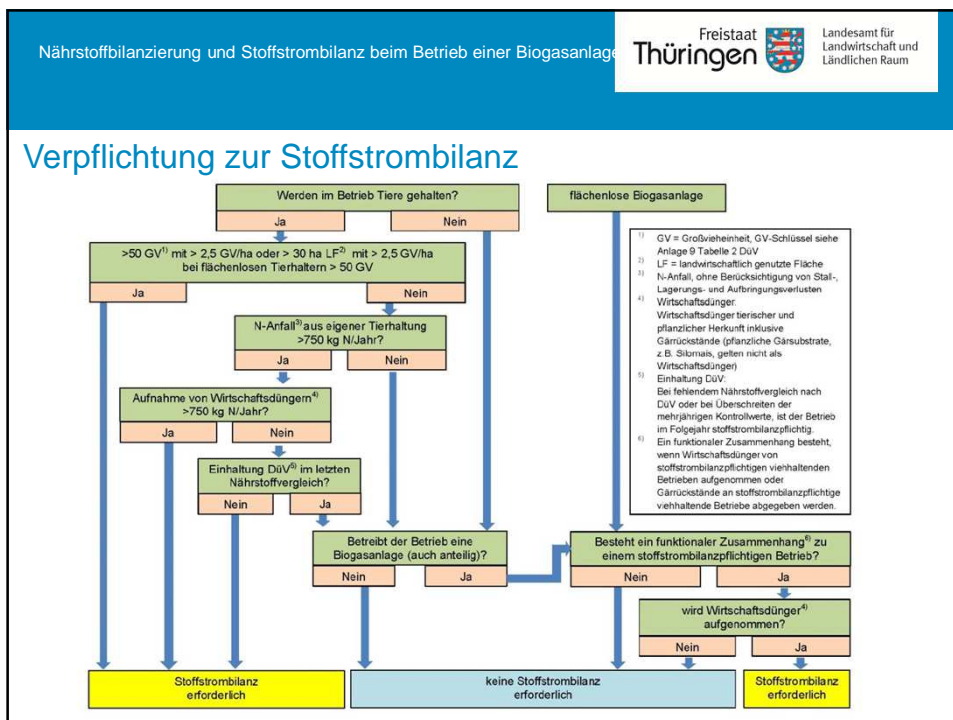 Nährstoffbilanzierung und Stoffstrombilanz beim Betrieb einer Biogasanlage
Freistaat
Thüringen
Landesamt für
Landwirtschaft und
Ländlichen Raum
Verpflichtung zur Stoffstrombilanz
Werden im Betrieb Tiere gehalten?
Ja
Nein
flächenlose Biogasanlage
>50 GV1) mit > 2,5 GV/ha oder > 30 ha LF2) mit > 2,5 GV/ha
bei flächenlosen Tierhaltern > 50 GV
Ja
Nein
N-Anfall3) aus eigener Tierhaltung
>750 kg N/Jahr?
Ja
Nein
Aufnahme von Wirtschaftsdüngern4)
>750 kg N/Jahr?
Ja
Nein
Einhaltung DüV5) im letzten
Nährstoffvergleich?
Nein
Ja
1) GV = Großvieheinheit, GV-Schlüssel siehe
Anlage 9 Tabelle 2 DüV
2) LF = landwirtschaftlich genutzte Fläche
3) N-Anfall, ohne Berücksichtigung von Stall-,
Lagerungs- und Aufbringungsverlusten
4) Wirtschaftsdünger:
Wirtschaftsdünger tierischer und
pflanzlicher Herkunft inklusive
Gärrückstände (pflanzliche Gärsubstrate,
z.B. Silomais, gelten nicht als
Wirtschaftsdünger)
5) Einhaltung DüV:
Bei fehlendem Nährstoffvergleich nach
DüV oder bei Überschreiten der
mehrjährigen Kontrollwerte, ist der Betrieb
im Folgejahr stoffstrombilanzpflichtig.
6) Ein funktionaler Zusammenhang besteht,
wenn Wirtschaftsdünger von
stoffstrombilanzpflichtigen viehhaltenden
Betrieben aufgenommen oder
Gärrückstände an stoffstrombilanzpflichtige
viehhaltende Betriebe abgegeben werden.
Betreibt der Betrieb eine
Biogasanlage (auch anteilig)?
Nein
Ja
Besteht ein funktionaler Zusammenhang6) zu
einem stoffstrombilanzpflichtigen Betrieb?
Nein
Ja
wird Wirtschaftsdünger4)
aufgenommen?
Nein
Ja
Stoffstrombilanz
erforderlich
keine Stoffstrombilanz
erforderlich
Stoffstrombilanz
erforderlich